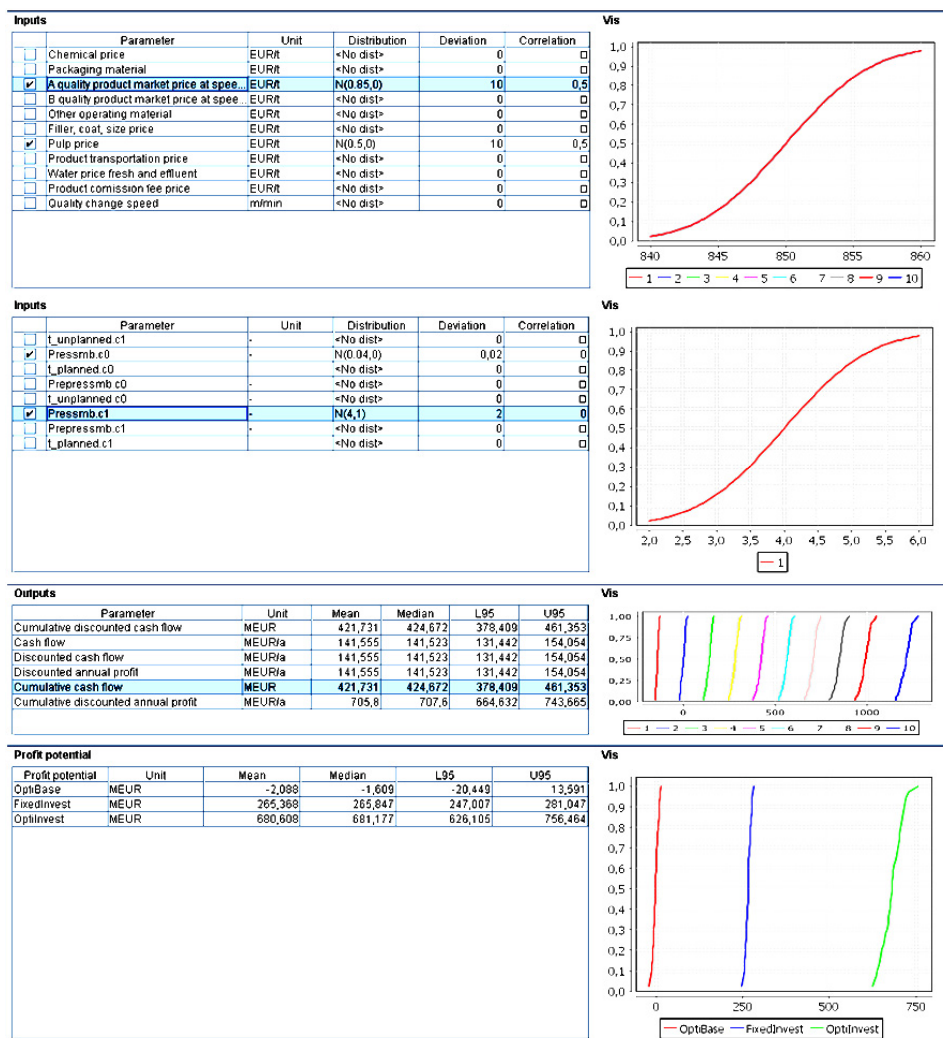 Inputs
Parameter Unit Distribution Deviation Correlation
Chemical price EUR/t <No dist> 0
Packaging material EUR/t <No dist> 0
A quality product market price at spee... EUR/t N(0.85,0) 10 0,5
B quality product market price at spee... EUR/t <No dist> 0
Other operating material EUR/t <No dist> 0
Filler, coat, size price EUR/t <No dist> 0
Pulp price EUR/t N(0.5,0) 10 0,5
Product transportation price EUR/t <No dist> 0
Water price fresh and effluent EUR/t <No dist> 0
Product comission fee price EUR/t <No dist> 0
Quality change speed m/min <No dist> 0
Vis
1,0
0,9
0,8
0,7
0,6
0,5
0,4
0,3
0,2
0,1
0,0
840 845 850 855 860
1 2 3 4 5 6 7 8 9 10
Inputs
Parameter Unit Distribution Deviation Correlation
t_unplanned.c1 - <No dist> 0
Pressmb.c0 - N(0.04,0) 0,02 0
t_planned.c0 <No dist> 0
Prepressmb.c0 - <No dist> 0
t_unplanned.c0 <No dist> 0
Pressmb.c1 - N(4,1) 2 0
Prepressmb.c1 - <No dist> 0
t_planned.c1 <No dist> 0
Vis
1,0
0,9
0,8
0,7
0,6
0,5
0,4
0,3
0,2
0,1
0,0
2,0 2,5 3,0 3,5 4,0 4,5 5,0 5,5 6,0
1
Outputs
Parameter Unit Mean Median L95 U95
Cumulative discounted cash flow MEUR 421,731 424,672 378,409 461,353
Cash flow MEUR/a 141,555 141,523 131,442 154,054
Discounted cash flow MEUR/a 141,555 141,523 131,442 154,054
Discounted annual profit MEUR/a 141,555 141,523 131,442 154,054
Cumulative cash flow MEUR 421,731 424,672 378,409 461,353
Cumulative discounted annual profit MEUR/a 705,8 707,6 664,632 743,665
Vis
1,00
0,75
0,50
0,25
0,00
0 500 1000
1 2 3 4 5 6 7 8 9 10
Profit potential
Profit potential Unit Mean Median L95 U95
OptiBase MEUR -2,088 -1,609 -20,449 13,591
FixedInvest MEUR 265,368 265,847 247,007 281,047
OptiInvest MEUR 680,608 681,177 626,105 756,464
Vis
1,0
0,9
0,8
0,7
0,6
0,5
0,4
0,3
0,2
0,1
0,0
0 250 500 750
OptiBase FixedInvest OptiInvest